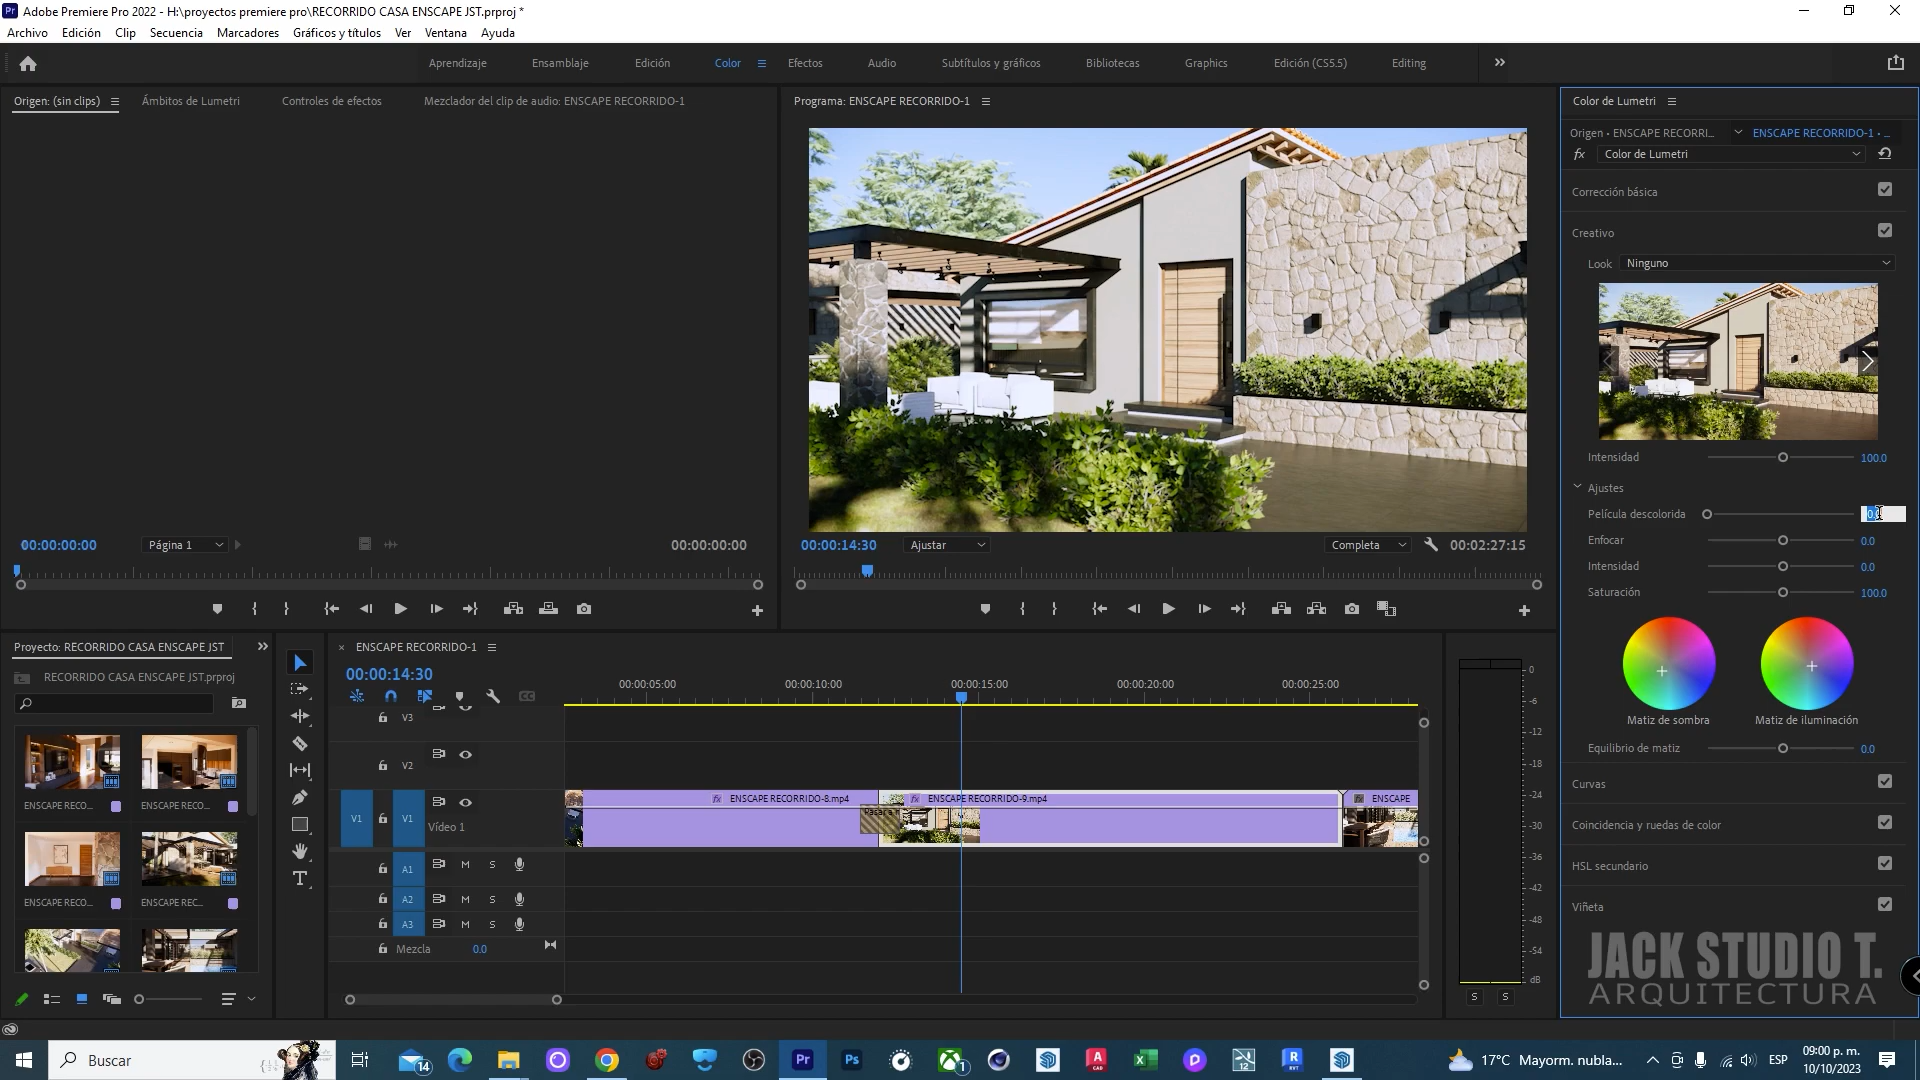 Adobe Premiere Pro 2022 - H:\proyectos premiere pro\RECORRIDO CASA ENSCAPE JST.prproj *
Archivo Edición Clip Secuencia Marcadores Gráficos y títulos Ver Ventana Ayuda
Aprendizaje Ensamblaje Edición Color Efectos Audio Subtítulos y gráficos Bibliotecas Graphics Edición (CS5.5) Editing
Origen: (sin clips) Ámbitos de Lumetri Controles de efectos Mezclador del clip de audio: ENSCAPE RECORRIDO-1
Programa: ENSCAPE RECORRIDO-1
Color de Lumetri
Origen • ENSCAPE RECORRI... ENSCAPE RECORRIDO-1 • ...
fx Color de Lumetri
Corrección básica
Creativo
Look Ninguno
Intensidad 100.0
Ajustes
Película descolorida
Enfocar 0.0
Intensidad 0.0
Saturación 100.0
Matiz de sombra Matiz de iluminación
Equilibrio de matiz 0.0
Curvas
Coincidencia y ruedas de color
HSL secundario
Viñeta
JACK STUDIO T.
ARQUITECTURA
00:00:00:00 Página 1 00:00:00:00
00:00:14:30 Ajustar Completa 00:02:27:15
Proyecto: RECORRIDO CASA ENSCAPE JST
RECORRIDO CASA ENSCAPE JST.prproj
ENSCAPE RECO... ENSCAPE RECO...
ENSCAPE RECO... ENSCAPE REC...
× ENSCAPE RECORRIDO-1
00:00:14:30
00:00:05:00 00:00:10:00 00:00:15:00 00:00:20:00 00:00:25:00
V3
V2
V1 V1 Vídeo 1
fx ENSCAPE RECORRIDO-8.mp4 fx ENSCAPE RECORRIDO-9.mp4 fx ENSCAPE
A1 M S
A2 M S
A3 M S
Mezcla 0.0
0
-6
-12
-18
-24
-30
-36
-42
-48
-54
dB
S S
Buscar
14
Pr
Ps
1
12
17°C Mayorm. nubla...
ESP
09:00 p. m.
10/10/2023